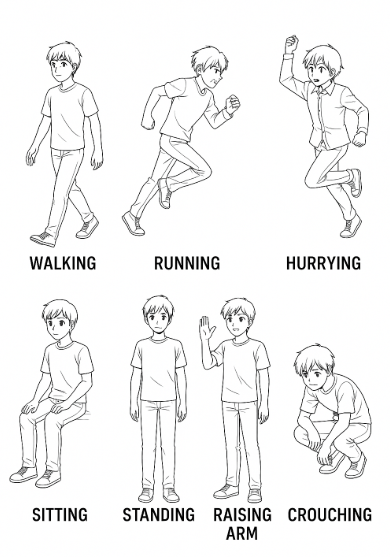 WALKING
RUNNING
HURRYING
SITTING
STANDING
RAISING
ARM
CROUCHING